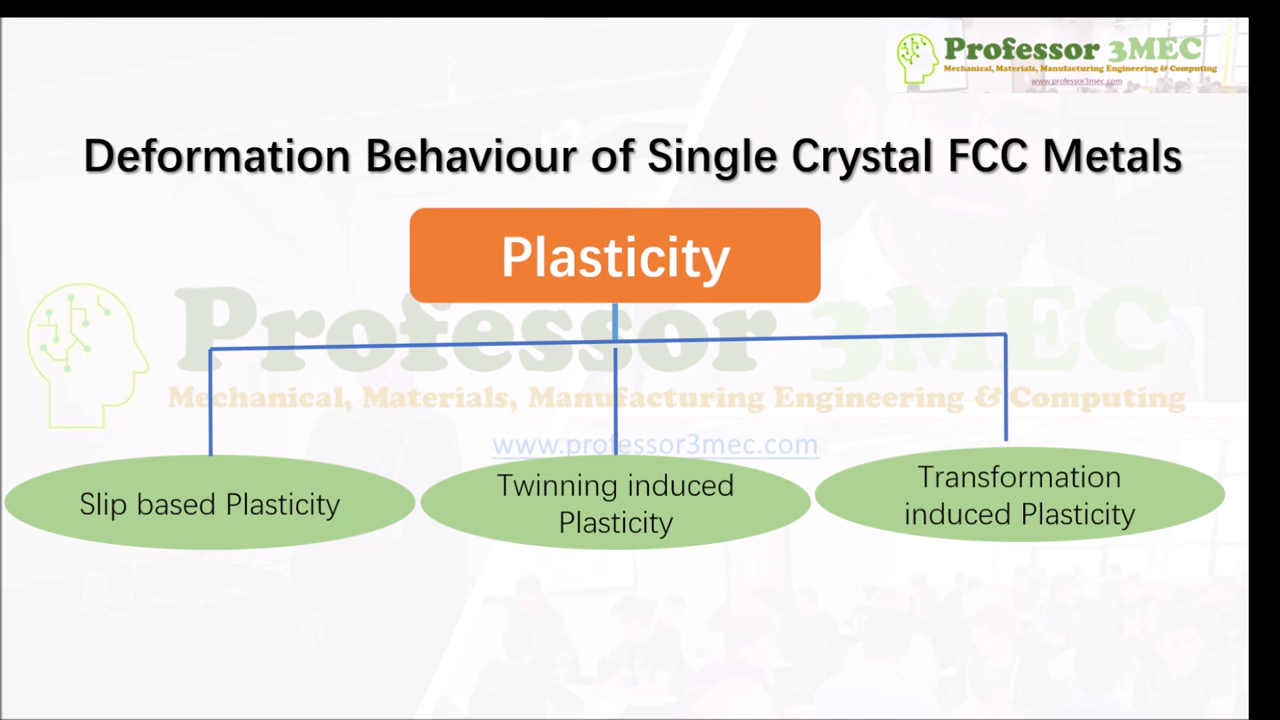 Professor 3MEC
Mechanical, Materials, Manufacturing Engineering & Computing
www.professor3mec.com
Deformation Behaviour of Single Crystal FCC Metals
Plasticity
Professor 3MEC
Mechanical, Materials, Manufacturing Engineering & Computing
www.professor3mec.com
Slip based Plasticity
Twinning induced
Plasticity
Transformation
induced Plasticity